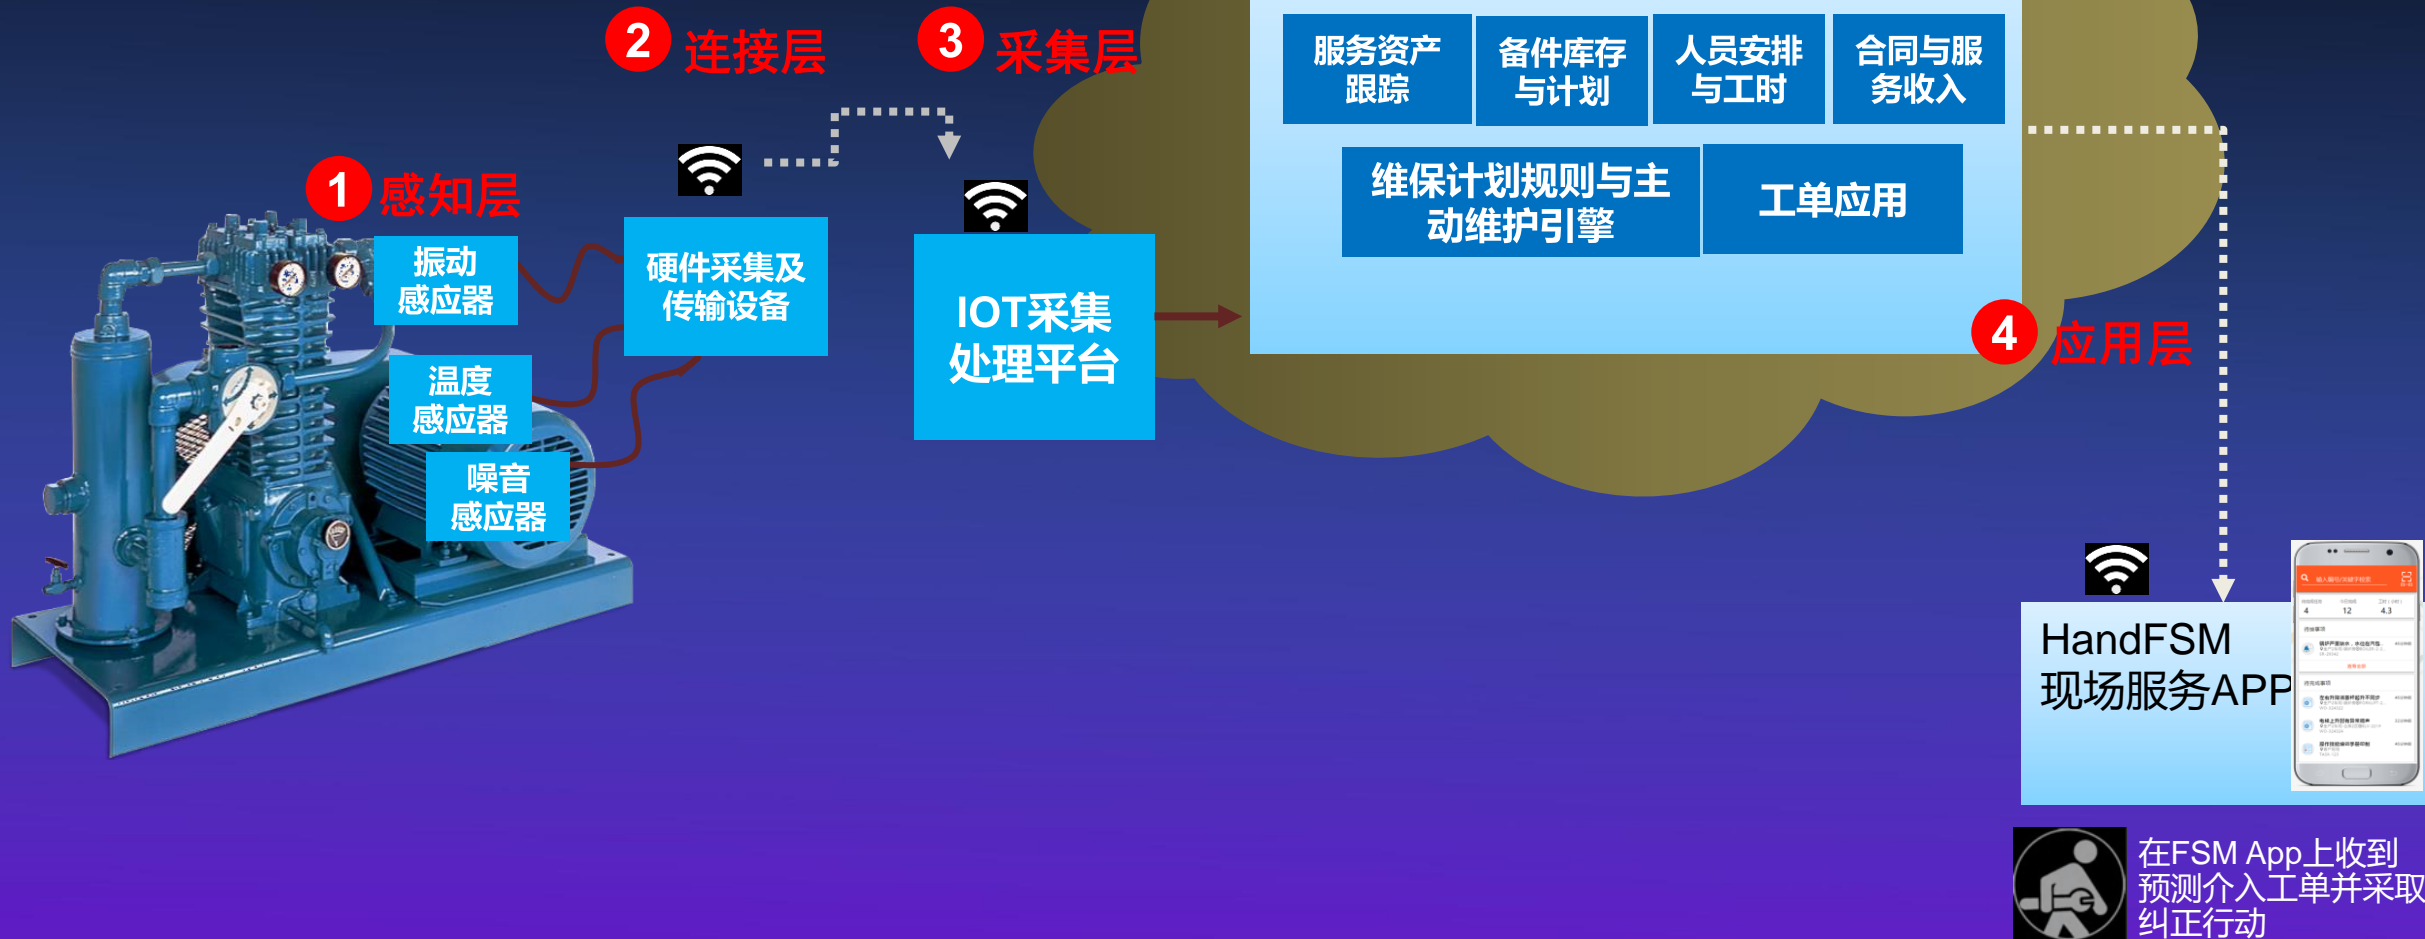 2 连接层
3 采集层
服务资产
跟踪
备件库存
与计划
人员安排
与工时
合同与服
务收入
1 感知层
维保计划规则与主
动维护引擎
工单应用
振动
感应器
硬件采集及
传输设备
IOT采集
处理平台
4 应用层
温度
感应器
噪音
感应器
HandFSM
现场服务APP
4
12
4.3
在FSM App上收到
预测介入工单并采取
纠正行动